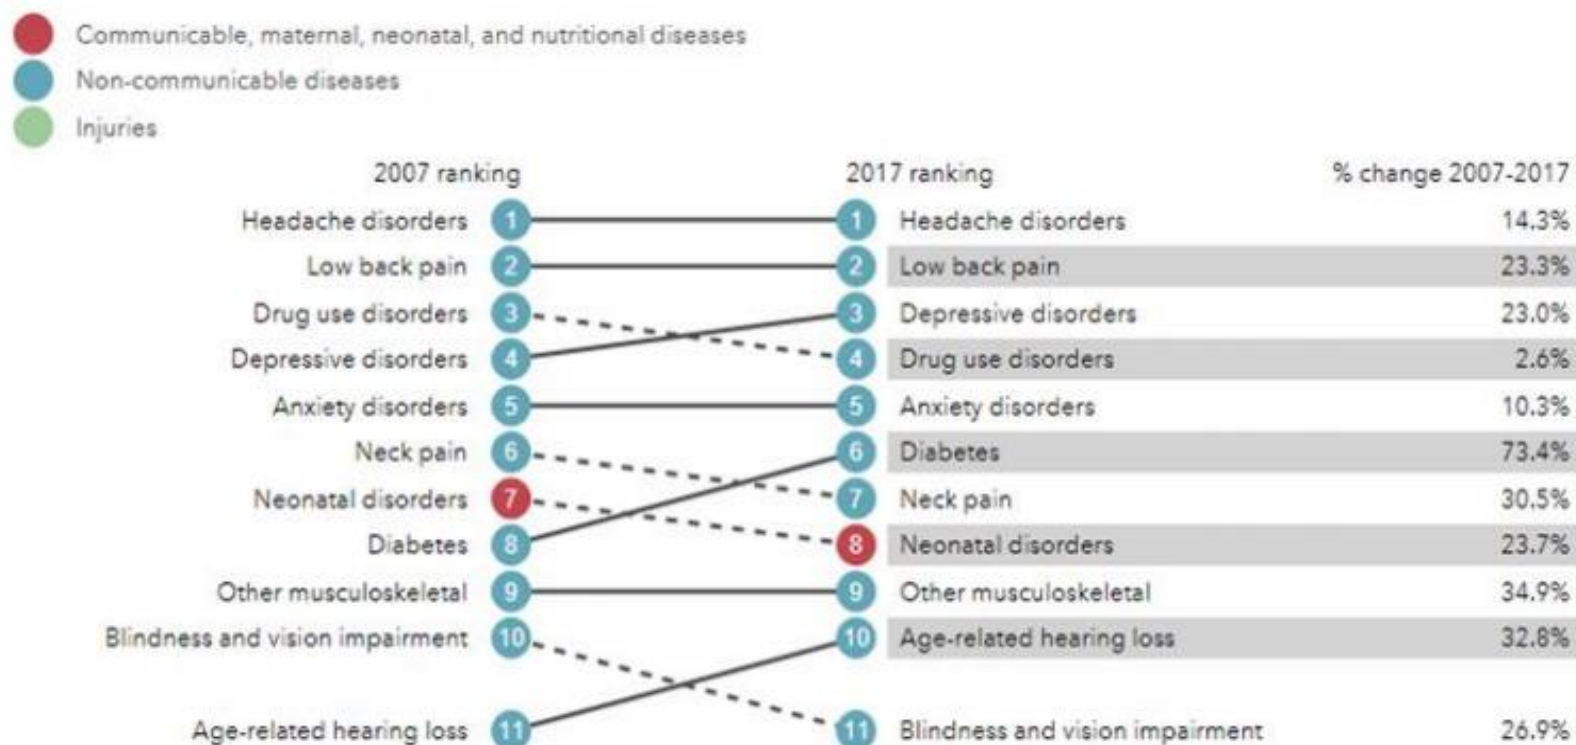 Communicable, maternal, neonatal, and nutritional diseases
Non-communicable diseases
Injuries
2007 ranking 2017 ranking % change 2007-2017
Headache disorders 1 1 Headache disorders 14.3%
Low back pain 2 2 Low back pain 23.3%
Drug use disorders 3 3 Depressive disorders 23.0%
Depressive disorders 4 4 Drug use disorders 2.6%
Anxiety disorders 5 5 Anxiety disorders 10.3%
Neck pain 6 6 Diabetes 73.4%
Neonatal disorders 7 7 Neck pain 30.5%
Diabetes 8 8 Neonatal disorders 23.7%
Other musculoskeletal 9 9 Other musculoskeletal 34.9%
Blindness and vision impairment 10 10 Age-related hearing loss 32.8%
Age-related hearing loss 11 11 Blindness and vision impairment 26.9%